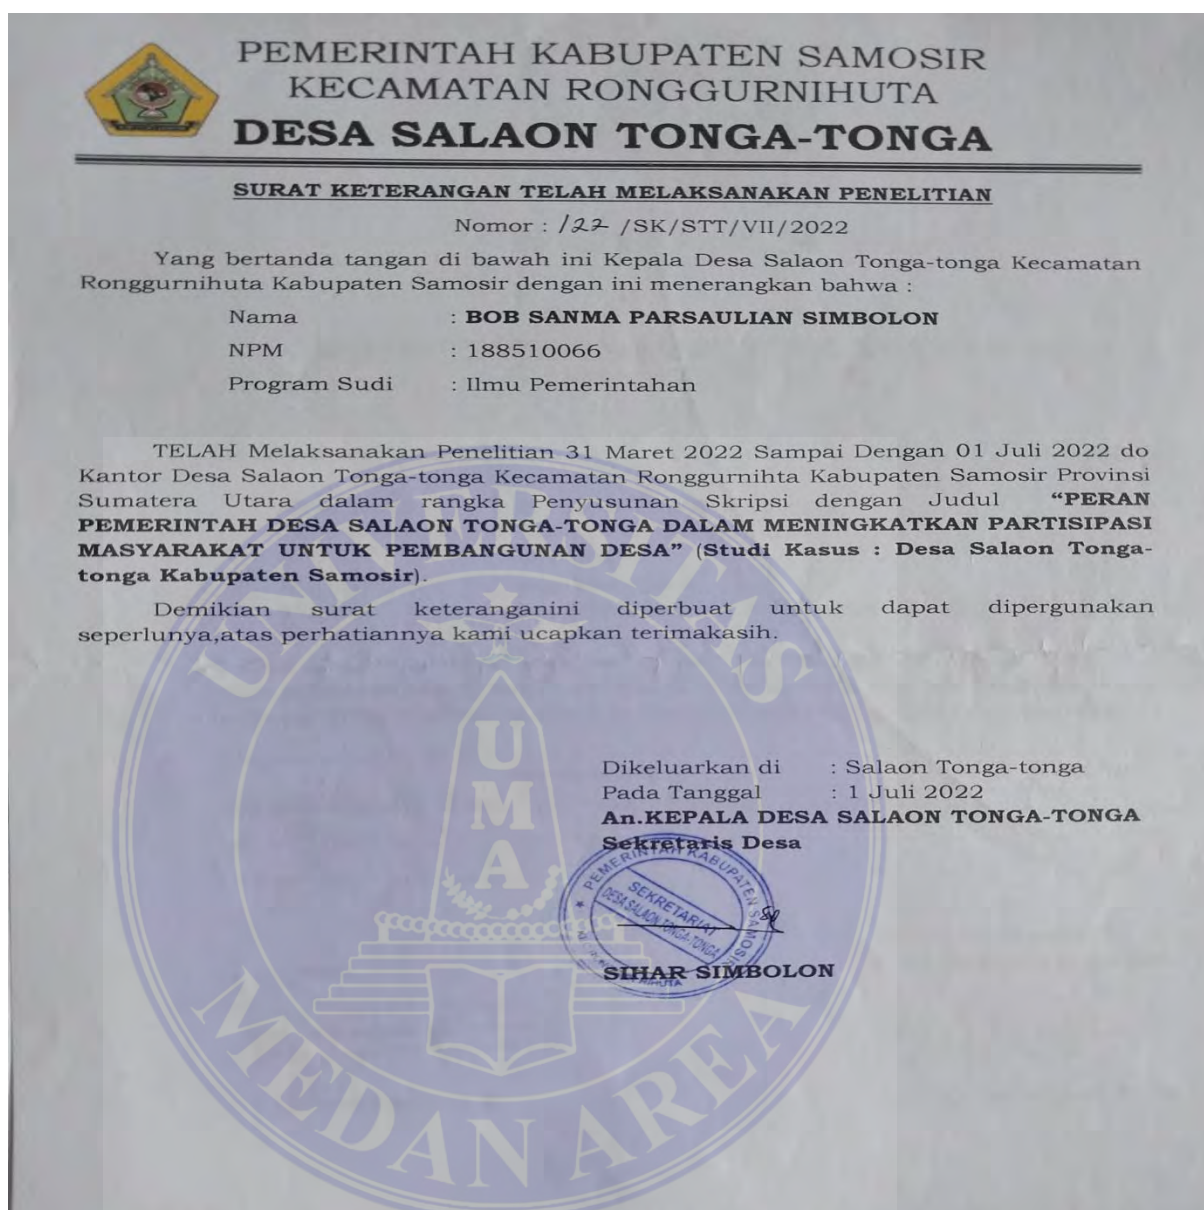 PEMERINTAH KABUPATEN SAMOSIR
KECAMATAN RONGGURNIHUTA
DESA SALAON TONGA-TONGA
SURAT KETERANGAN TELAH MELAKSANAKAN PENELITIAN
Nomor : /22 /SK/STT/VII/2022
Yang bertanda tangan di bawah ini Kepala Desa Salaon Tonga-tonga Kecamatan
Ronggurnihuta Kabupaten Samosir dengan ini menerangkan bahwa :
Nama : BOB SANMA PARSAULIAN SIMBOLON
NPM : 188510066
Program Sudi : Ilmu Pemerintahan
TELAH Melaksanakan Penelitian 31 Maret 2022 Sampai Dengan 01 Juli 2022 do
Kantor Desa Salaon Tonga-tonga Kecamatan Ronggurnihta Kabupaten Samosir Provinsi
Sumatera Utara dalam rangka Penyusunan Skripsi dengan Judul "PERAN
PEMERINTAH DESA SALAON TONGA-TONGA DALAM MENINGKATKAN PARTISIPASI
MASYARAKAT UNTUK PEMBANGUNAN DESA" (Studi Kasus : Desa Salaon Tonga-
tonga Kabupaten Samosir).
Demikian surat keteranganini diperbuat untuk dapat dipergunakan
seperlunya,atas perhatiannya kami ucapkan terimakasih.
Dikeluarkan di : Salaon Tonga-tonga
Pada Tanggal : 1 Juli 2022
An.KEPALA DESA SALAON TONGA-TONGA
Sekretaris Desa
PEMERINTAH KABUPATEN SAMOSIR
SEKRETARIAT
DESA SALAON TONGA-TONGA
SIHAR SIMBOLON
UNIVERSITAS
UMA
MEDAN AREA